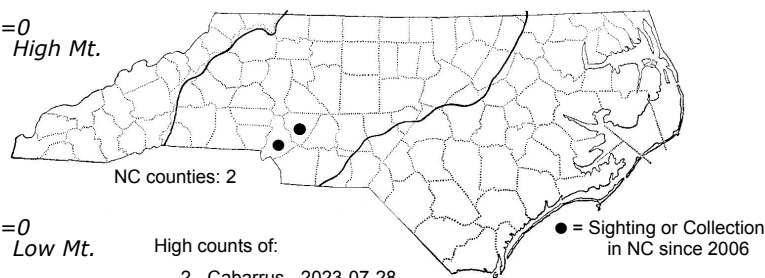 =0
High Mt.
NC counties: 2
=0
Low Mt.
High counts of:
● = Sighting or Collection
in NC since 2006
2 - Cabarrus - 2023-07-28